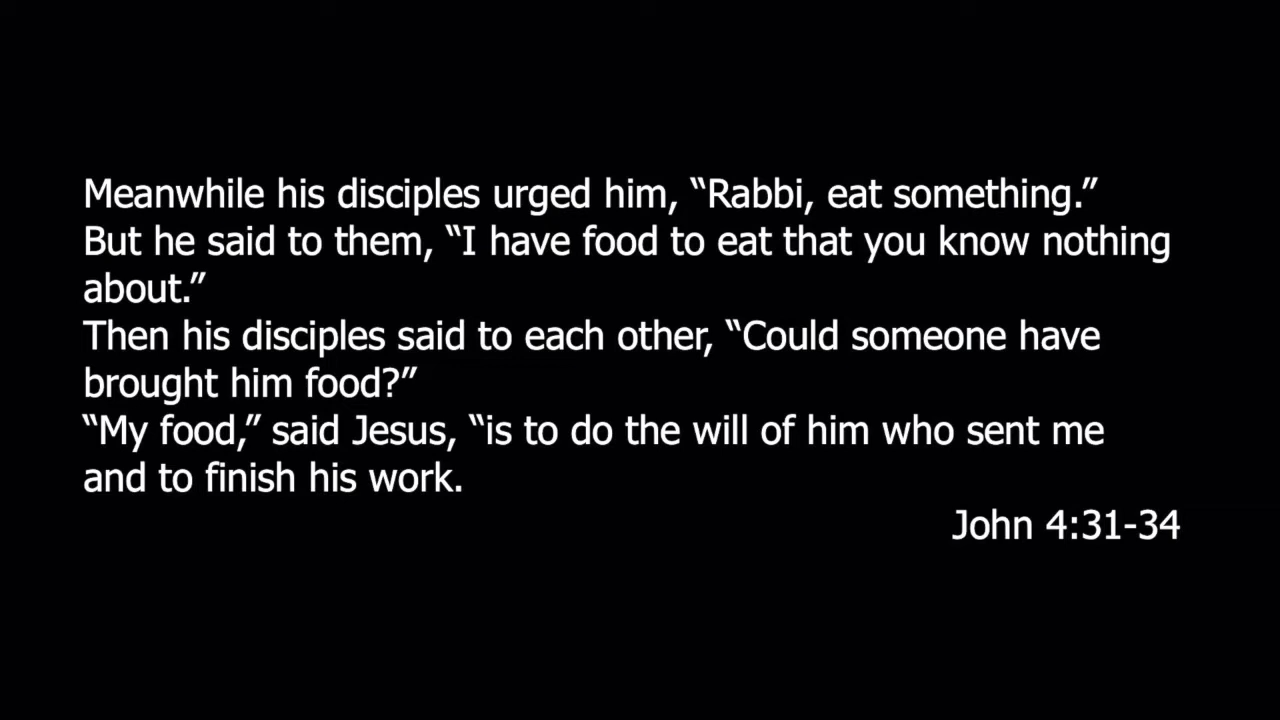 Meanwhile his disciples urged him, “Rabbi, eat something.”
But he said to them, “I have food to eat that you know nothing
about.”
Then his disciples said to each other, “Could someone have
brought him food?”
“My food,” said Jesus, “is to do the will of him who sent me
and to finish his work.
John 4:31-34